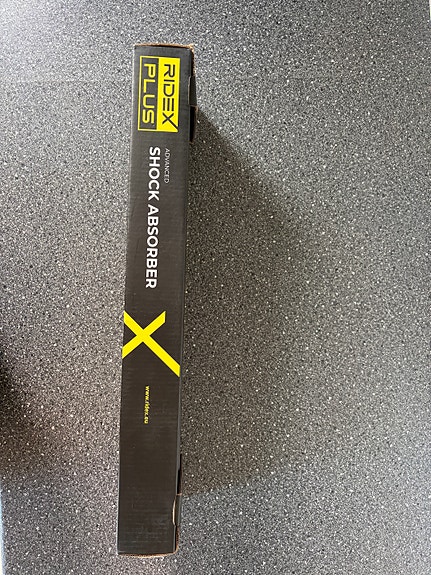 RIDEX
PLUS
ADVANCED
SHOCK ABSORBER
www.ridex.eu